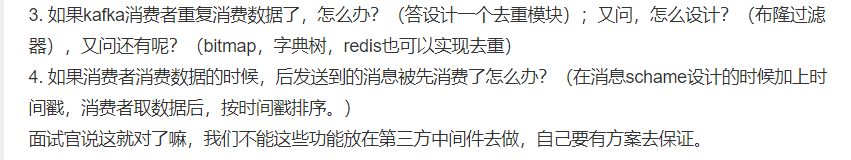 3. 如果kafka消费者重复消费数据了，怎么办？（答设计一个去重模块）；又问，怎么设计？（布隆过滤
器），又问还有呢？（bitmap，字典树，redis也可以实现去重）
4. 如果消费者消费数据的时候，后发送到的消息被先消费了怎么办？（在消息schame设计的时候加上时
间戳，消费者取数据后，按时间戳排序。）
面试官说这就对了嘛，我们不能这些功能放在第三方中间件去做，自己要有方案去保证。